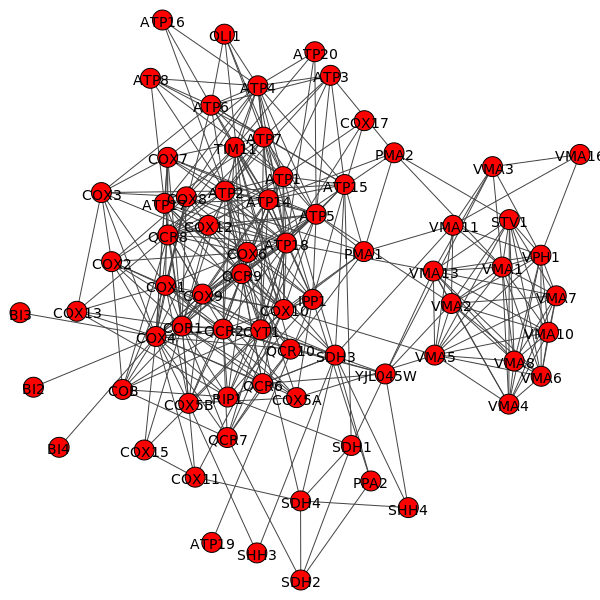 ATP16
OLI1
ATP20
ATP3
ATP8
ATP4
ATP6
COX17
ATP7
TIM11
PMA2
COX7
VMA16
VMA3
ATP1
ATP15
COX3
ATP2
COX8
ATP14
ATP5
STV1
COX12
VMA11
QCR8
ATP18
COX6
PMA1
VPH1
COX2
VMA1
VMA13
QCR9
COX1
COX9
VMA7
IPP1
VMA2
COX10
COX13
BI3
COR1
QCR2
CYT1
VMA10
COX4
QCR10
SDH3
VMA5
VMA8
YJL045W
VMA6
QCR6
BI2
COB
RIP1
COX5A
COX5B
VMA4
QCR7
SDH1
BI4
COX15
COX11
PPA2
SDH4
SHH4
ATP19
SHH3
SDH2